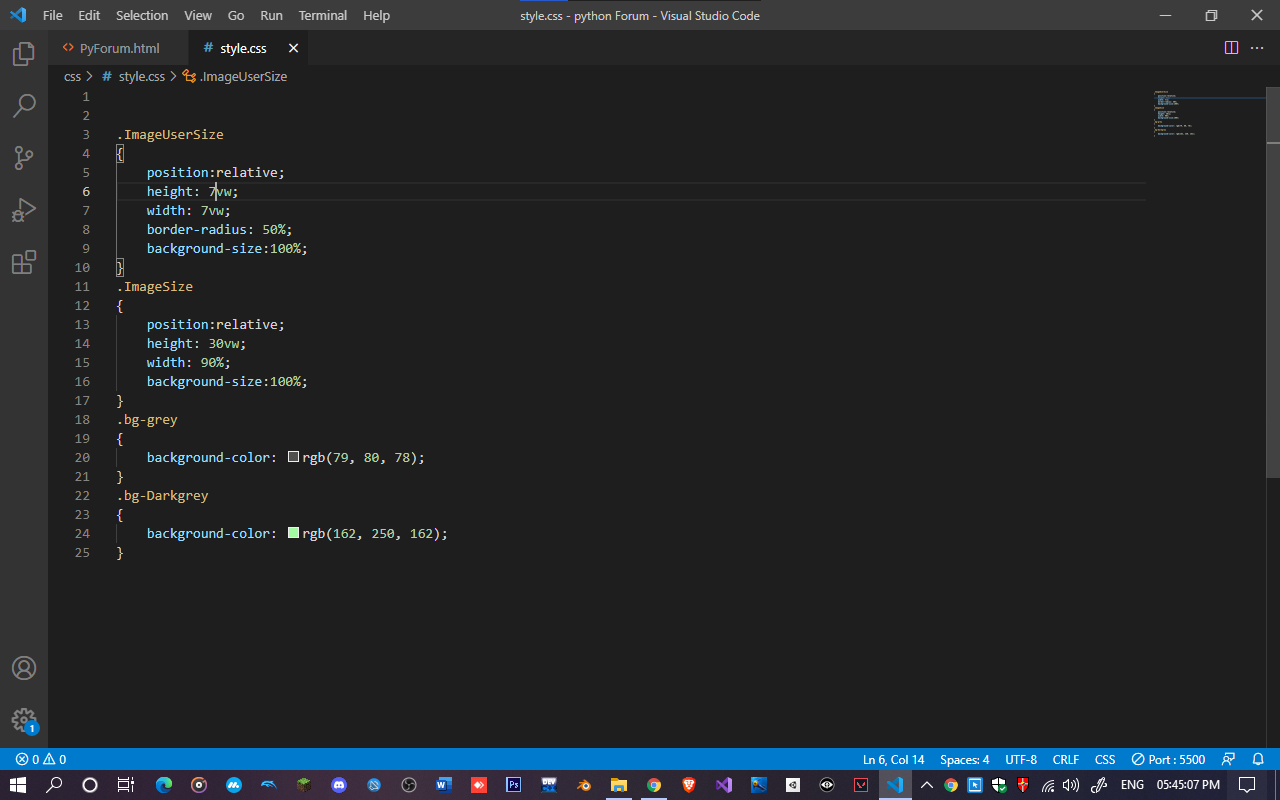 File Edit Selection View Go Run Terminal Help style.css - python Forum - Visual Studio Code
PyForum.html # style.css
css > # style.css > .ImageUserSize
1
2
3 .ImageUserSize
4 {
5 position:relative;
6 height: 7vw;
7 width: 7vw;
8 border-radius: 50%;
9 background-size:100%;
10 }
11 .ImageSize
12 {
13 position:relative;
14 height: 30vw;
15 width: 90%;
16 background-size:100%;
17 }
18 .bg-grey
19 {
20 background-color: rgb(79, 80, 78);
21 }
22 .bg-Darkgrey
23 {
24 background-color: rgb(162, 250, 162);
25 }
1
0 0 Ln 6, Col 14 Spaces: 4 UTF-8 CRLF CSS Port : 5500
W Ps DEV ENG 05:45:07 PM